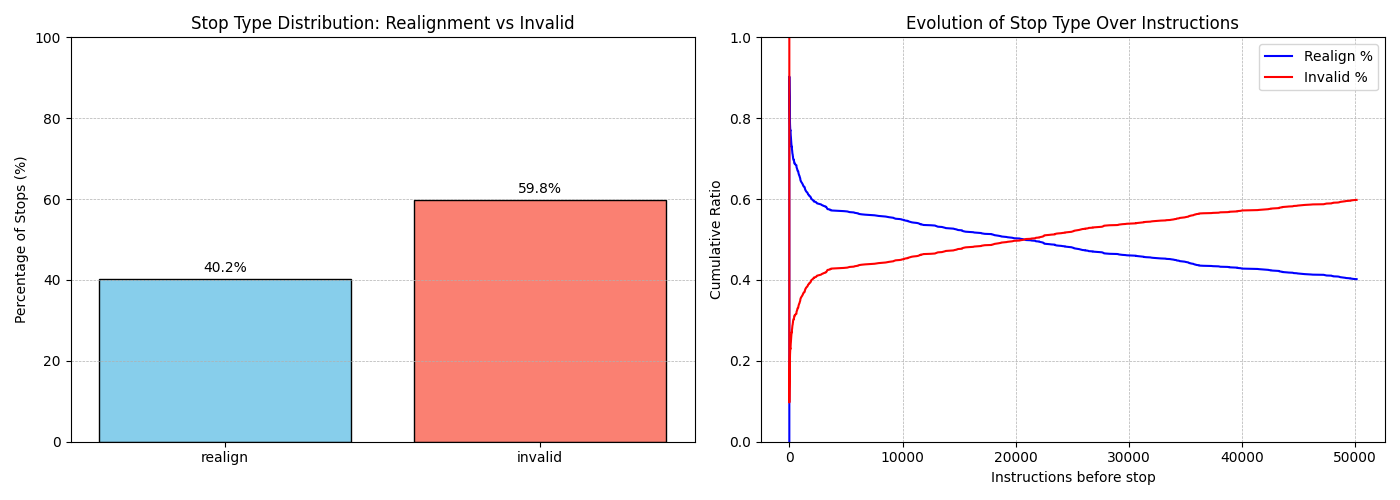 Stop Type Distribution: Realignment vs Invalid
Percentage of Stops (%)
100
80
60
40
20
0
40.2%
59.8%
realign
invalid
Evolution of Stop Type Over Instructions
Cumulative Ratio
1.0
0.8
0.6
0.4
0.2
0.0
Realign %
Invalid %
0
10000
20000
30000
40000
50000
Instructions before stop